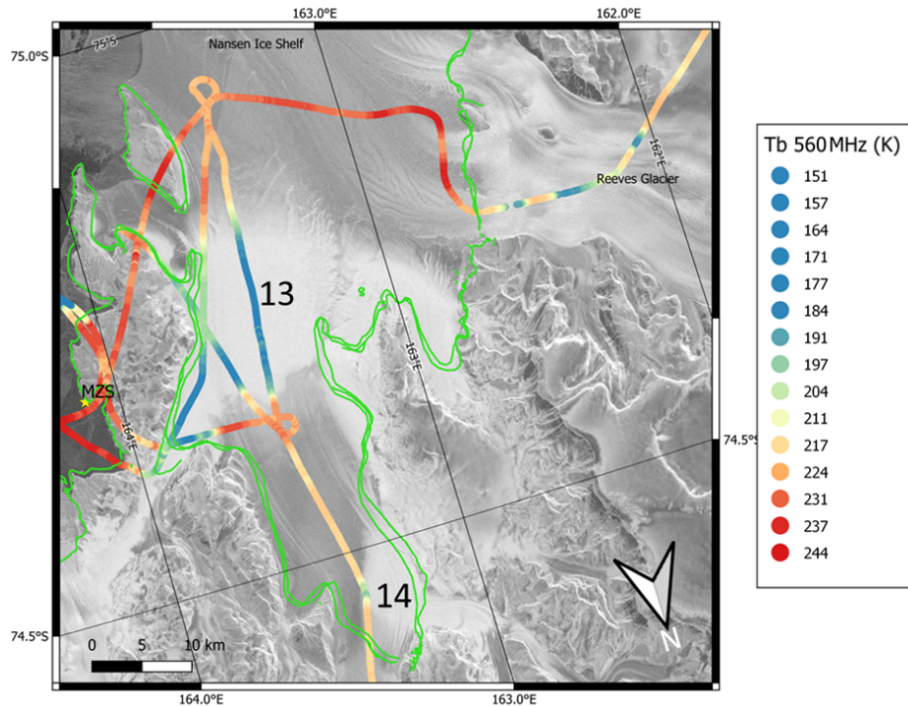 163.0°E
162.0°E
75.0°S
75°S
Nansen Ice Shelf
162°E
Reeves Glacier
Tb 560MHz (K)
151
157
164
171
177
184
191
197
204
211
217
224
231
237
244
13
163°E
MZS
164°E
74.5°S
14
74.5°S
0 5 10 km
N
164.0°E
163.0°E